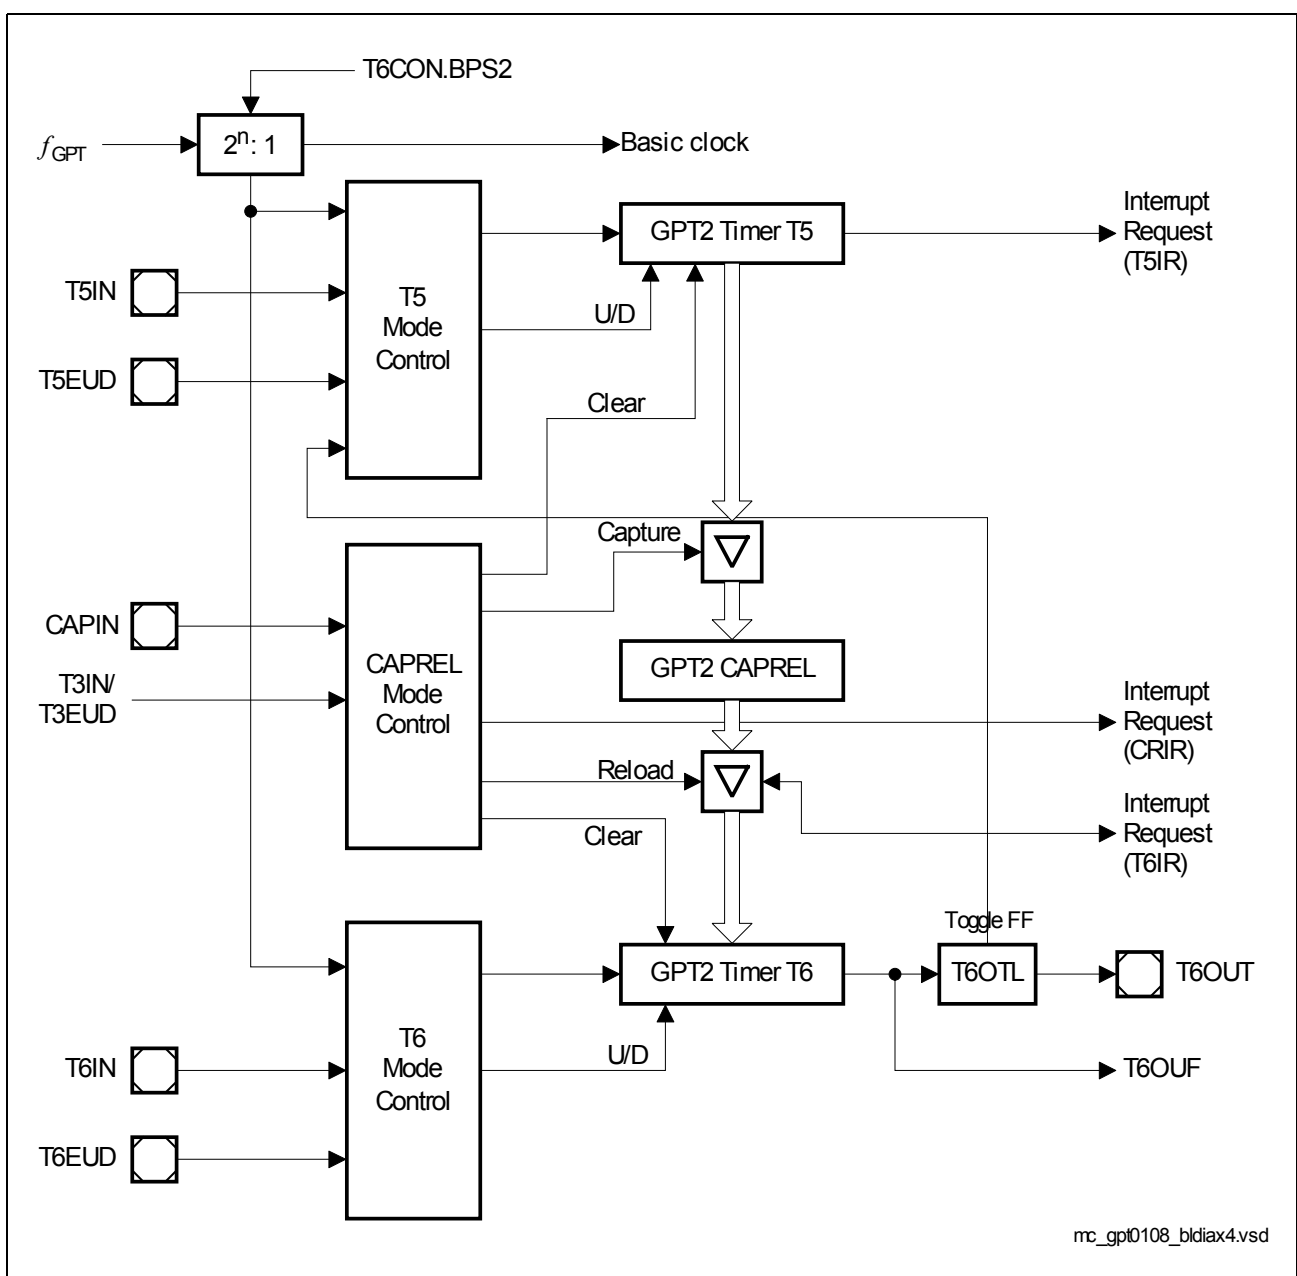 T6CON.BPS2
fGPT
2n: 1
Basic clock
Interrupt
Request
(T5IR)
GPT2 Timer T5
T5IN
T5
Mode
Control
U/D
T5EUD
Clear
Capture
CAPIN
CAPREL
Mode
Control
GPT2 CAPREL
T3IN/
T3EUD
Interrupt
Request
(CRIR)
Reload
Interrupt
Request
(T6IR)
Clear
Toggle FF
GPT2 Timer T6
T6OTL
T6OUT
T6
Mode
Control
U/D
T6IN
T6OUF
T6EUD
mc_gpt0108_bldiax4.vsd